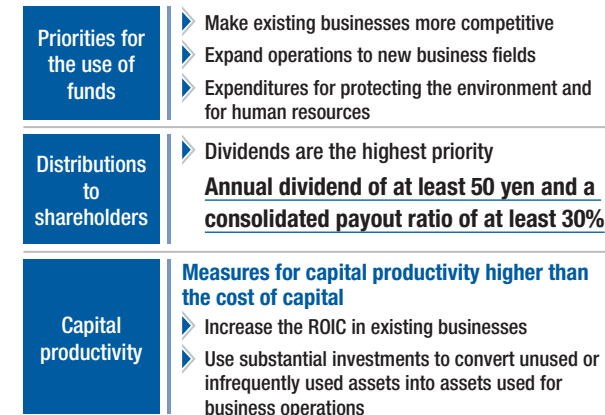 Priorities for
the use of
funds
Make existing businesses more competitive
Expand operations to new business fields
Expenditures for protecting the environment and
for human resources
Distributions
to
shareholders
Dividends are the highest priority
Annual dividend of at least 50 yen and a
consolidated payout ratio of at least 30%
Capital
productivity
Measures for capital productivity higher than
the cost of capital
Increase the ROIC in existing businesses
Use substantial investments to convert unused or
infrequently used assets into assets used for
business operations